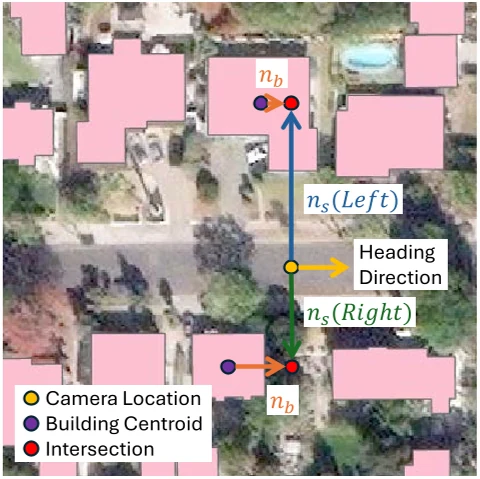 n_b
n_s(Left)
Heading
Direction
n_s(Right)
n_b
Camera Location
Building Centroid
Intersection